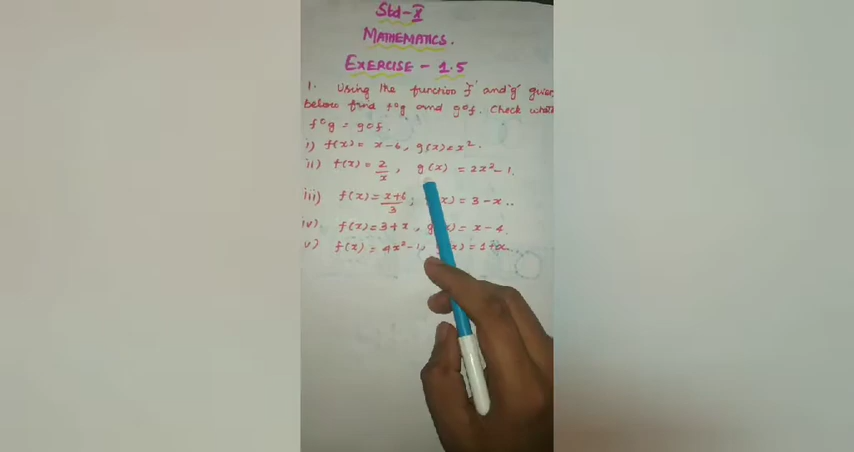 Std-X
MATHEMATICS.
EXERCISE - 1.5
1. Using the function 'f' and 'g' given
below find fog and gof. Check wheth
fog = gof.
i) f(x) = x-6, g(x) = x².
ii) f(x) = 2/x, g(x) = 2x²-1.
iii) f(x) = x+6/3; (x) = 3-x..
iv) f(x) = 3+x, g(x) = x-4.
v) f(x) = 4x²-1, (x) = 1+x.